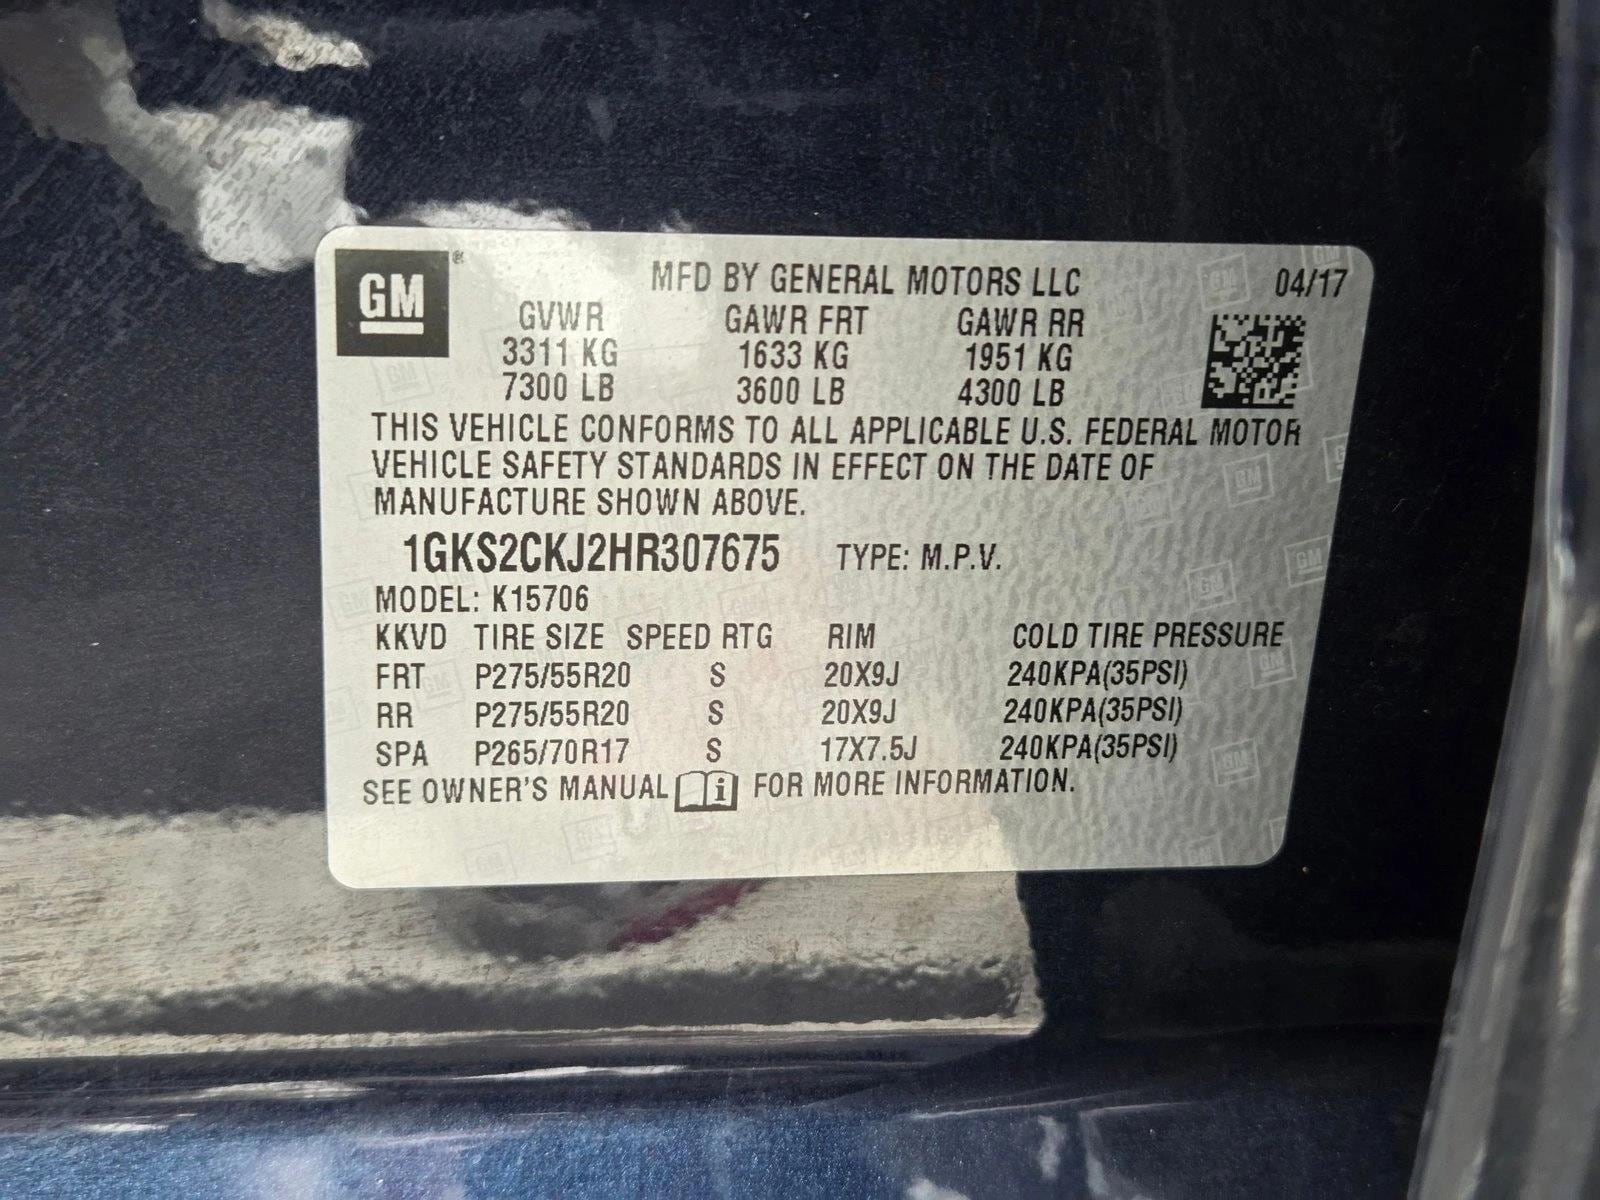 GM ®
MFD BY GENERAL MOTORS LLC 04/17
GVWR GAWR FRT GAWR RR
3311 KG 1633 KG 1951 KG
7300 LB 3600 LB 4300 LB
THIS VEHICLE CONFORMS TO ALL APPLICABLE U.S. FEDERAL MOTOR
VEHICLE SAFETY STANDARDS IN EFFECT ON THE DATE OF
MANUFACTURE SHOWN ABOVE.
1GKS2CKJ2HR307675 TYPE: M.P.V.
MODEL: K15706
KKVD TIRE SIZE SPEED RTG RIM COLD TIRE PRESSURE
FRT P275/55R20 S 20X9J 240KPA(35PSI)
RR P275/55R20 S 20X9J 240KPA(35PSI)
SPA P265/70R17 S 17X7.5J 240KPA(35PSI)
SEE OWNER'S MANUAL i FOR MORE INFORMATION.